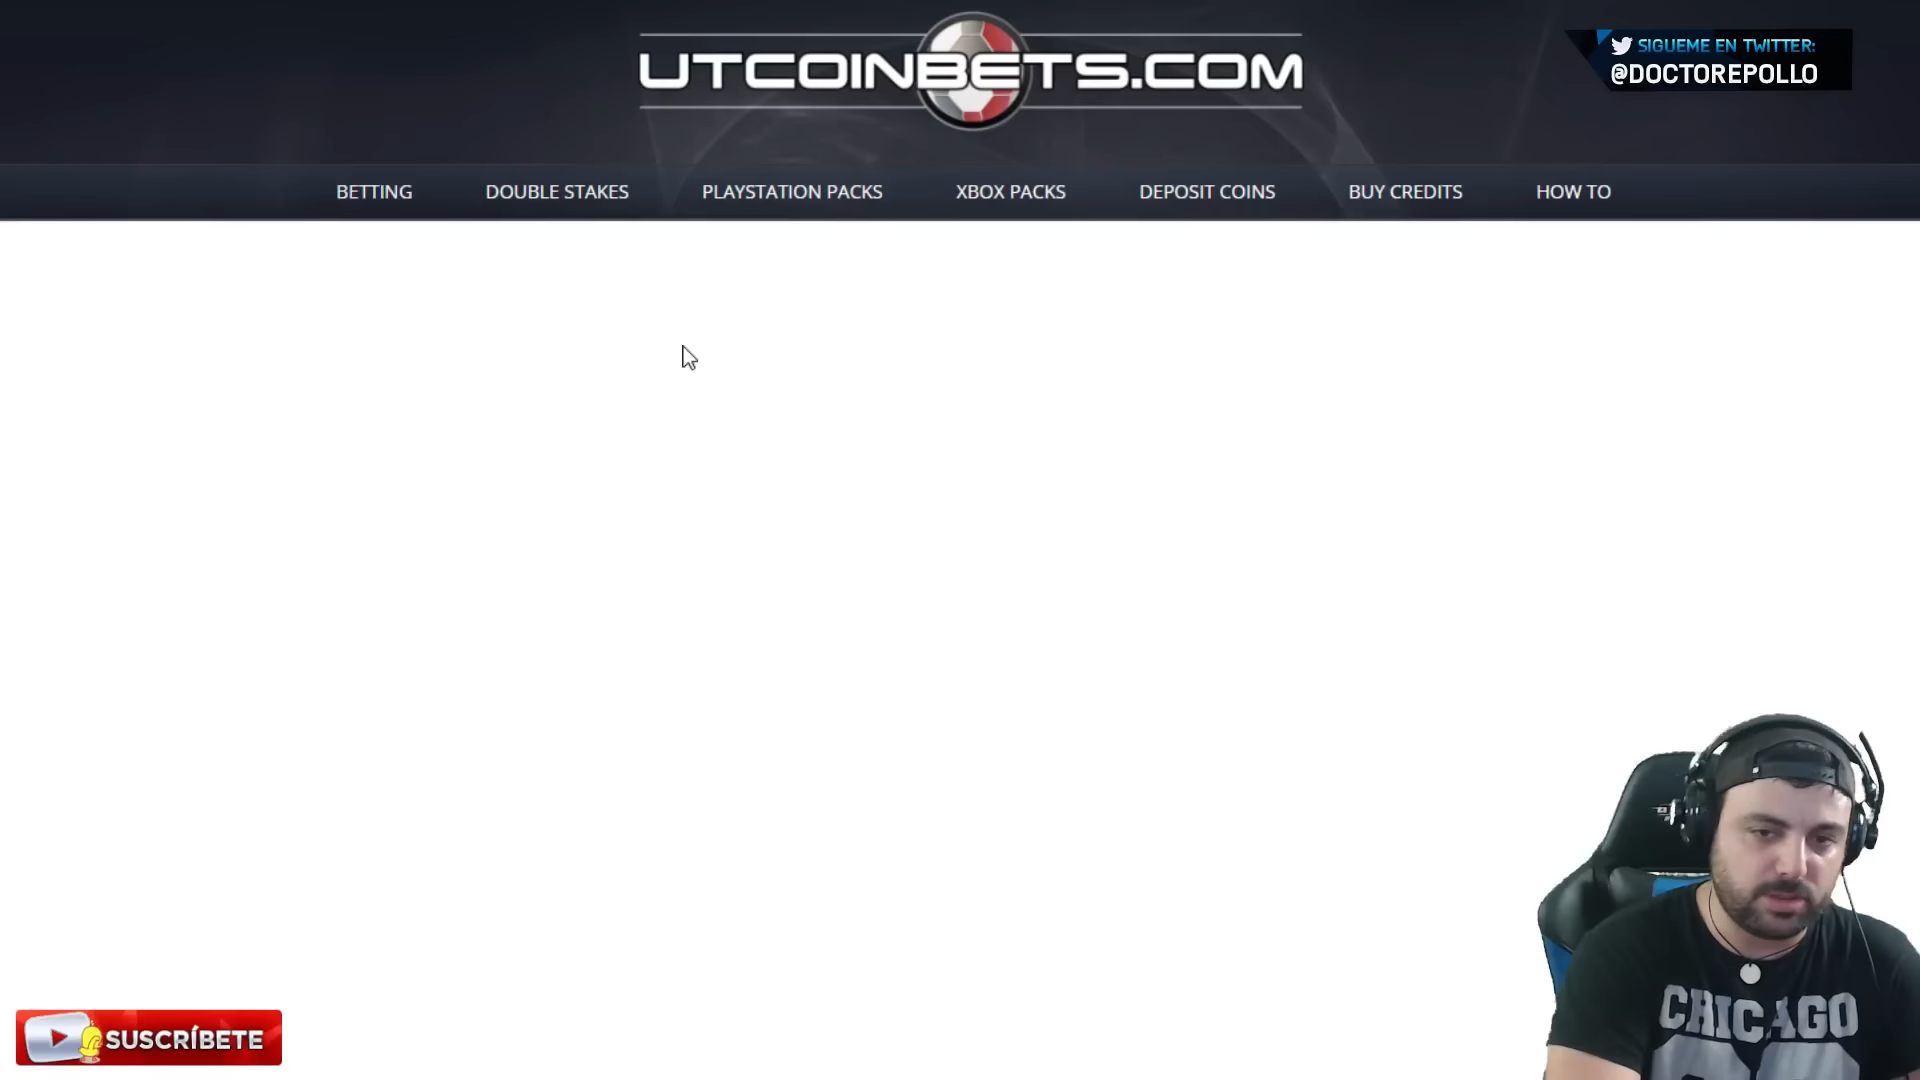 UTCOINBETS.COM
SIGUEME EN TWITTER:
@DOCTOREPOLLO
BETTING DOUBLE STAKES PLAYSTATION PACKS XBOX PACKS DEPOSIT COINS BUY CREDITS HOW TO
SUSCRÍBETE
CHICAGO